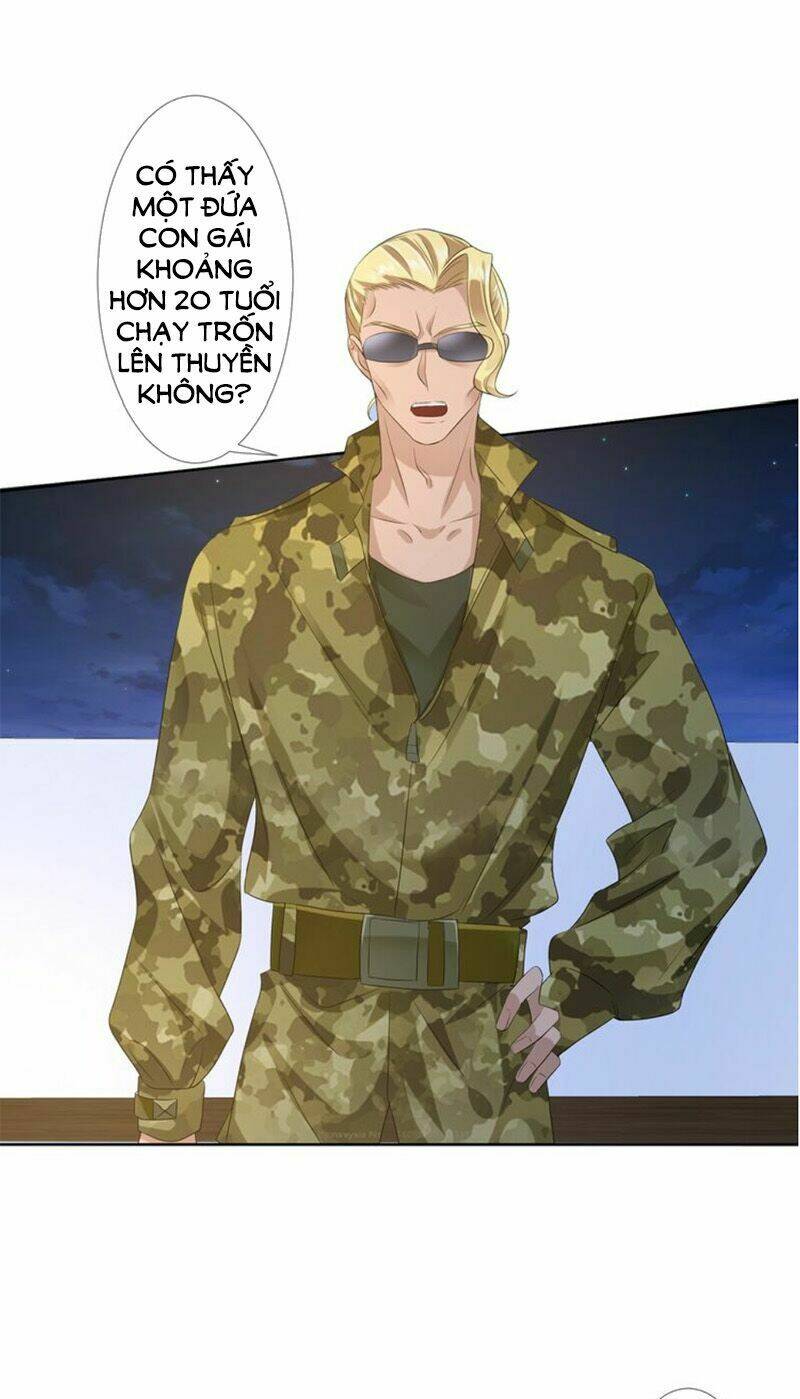 CÓ THẤY
MỘT ĐỨA
CON GÁI
KHOẢNG
HƠN 20 TUỔI
CHẠY TRỐN
LÊN THUYỀN
KHÔNG?